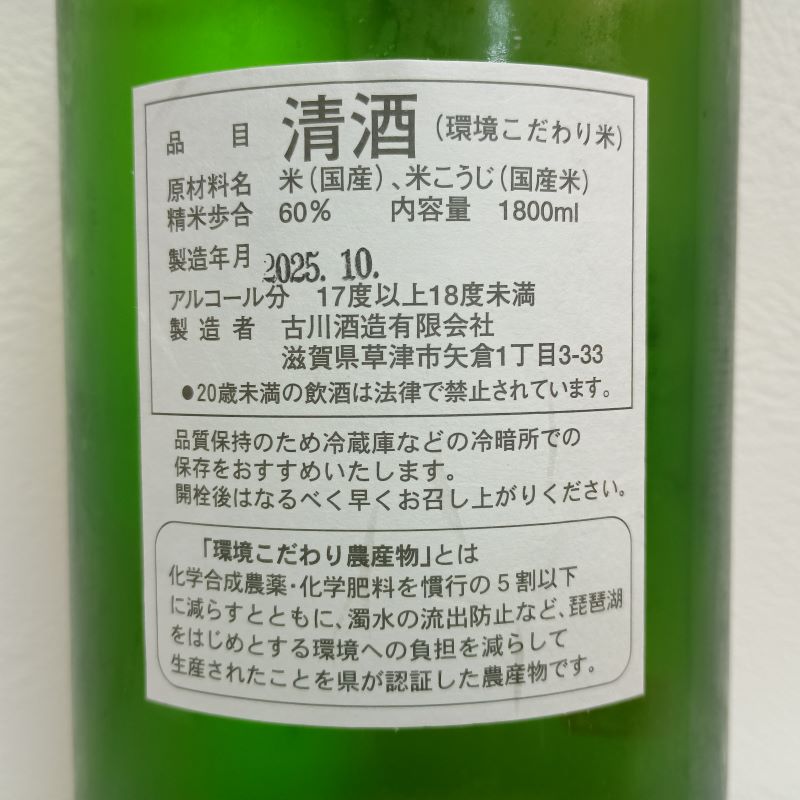 品目 清酒 (環境こだわり米)
原材料名 米(国産)、米こうじ(国産米)
精米歩合 60% 内容量 1800ml
製造年月 2025.10.
アルコール分 17度以上18度未満
製造者 古川酒造有限会社
滋賀県草津市矢倉1丁目3-33
●20歳未満の飲酒は法律で禁止されています。
品質保持のため冷蔵庫などの冷暗所での
保存をおすすめいたします。
開栓後はなるべく早くお召し上がりください。
「環境こだわり農産物」とは
化学合成農薬・化学肥料を慣行の5割以下
に減らすとともに、濁水の流出防止など、琵琶湖
をはじめとする環境への負担を減らして
生産されたことを県が認証した農産物です。